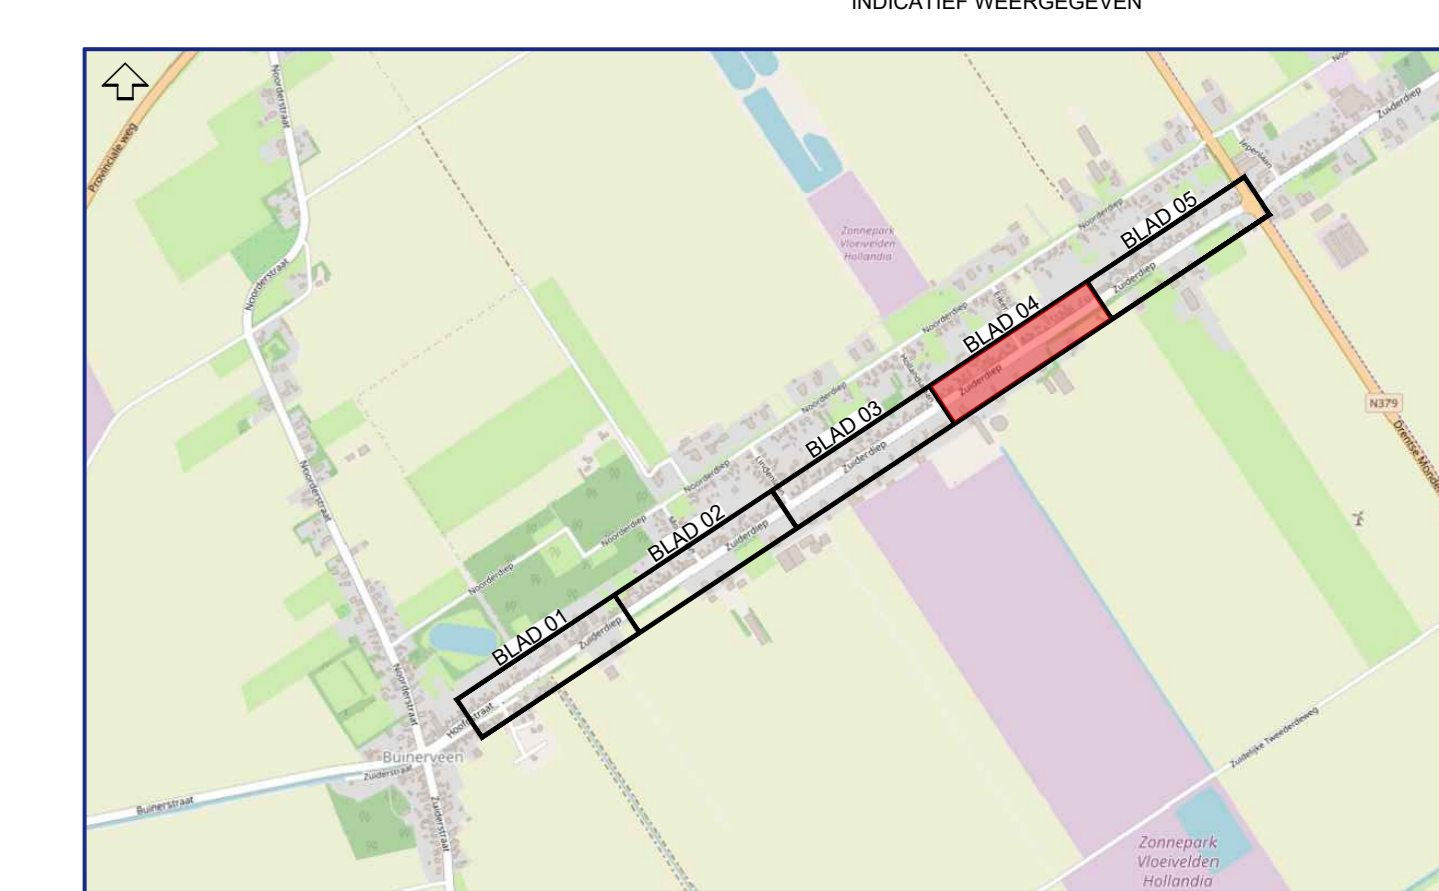 INDICATIEF WEERGEGEVEN
Noorderstraat
Provinciale weg
Zuiderdiep
Iepenlaan
BLAD 05
Noorderdiep
Zonnepark
Vloeivelden
Hollandia
Zuiderdiep
Noorderstraat
BLAD 04
Noorderdiep
Zuiderdiep
Noorderdiep
N379
BLAD 03
Zuiderdiep
Noorderdiep
Noorderstraat
BLAD 02
Zuiderdiep
Noorderdiep
Noorderdiep
BLAD 01
Zuiderdiep
Noorderstraat
Hoofdstraat
Buinerveen
Zuiderstraat
Buinerstraat
Zuiderstraat
Zuidelijke Tweederdeweg
Zonnepark
Vloeivelden
Hollandia